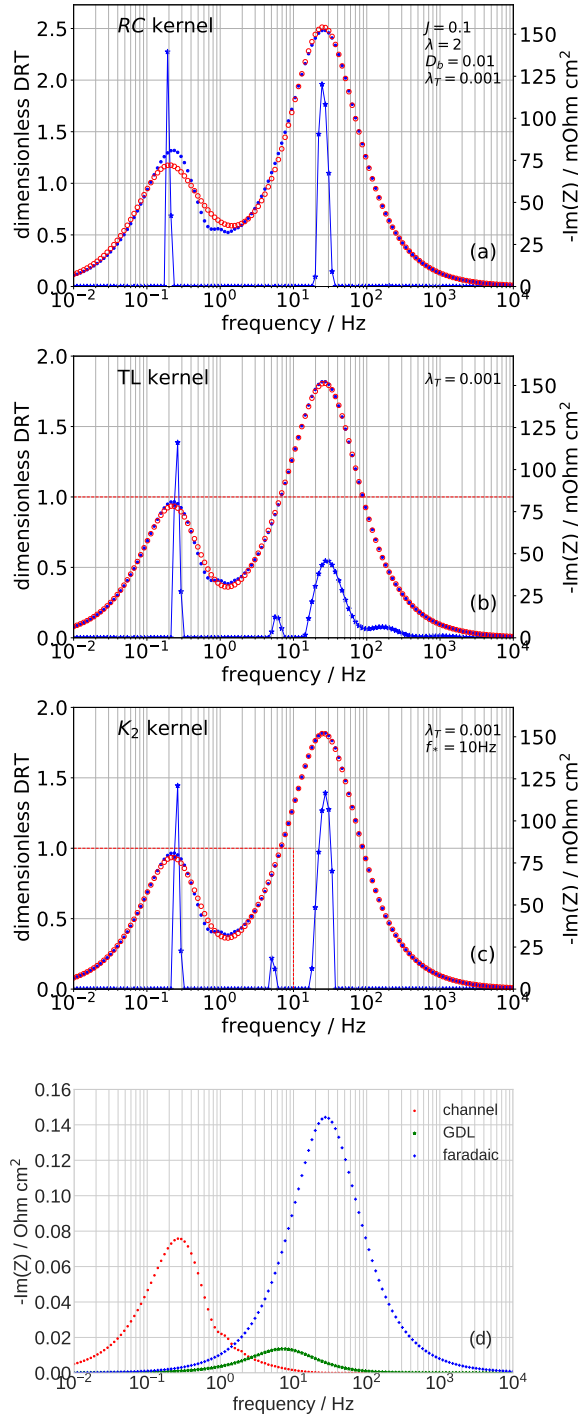 RC kernel
J = 0.1
λ = 2
D_b = 0.01
λ_T = 0.001
dimensionless DRT
-Im(Z) / mOhm cm²
2.5
2.0
1.5
1.0
0.5
0.0
150
125
100
75
50
25
0
(a)
10⁻² 10⁻¹ 10⁰ 10¹ 10² 10³ 10⁴
frequency / Hz
TL kernel
λ_T = 0.001
dimensionless DRT
-Im(Z) / mOhm cm²
2.0
1.5
1.0
0.5
0.0
150
125
100
75
50
25
0
(b)
10⁻² 10⁻¹ 10⁰ 10¹ 10² 10³ 10⁴
frequency / Hz
K₂ kernel
λ_T = 0.001
f_* = 10Hz
dimensionless DRT
-Im(Z) / mOhm cm²
2.0
1.5
1.0
0.5
0.0
150
125
100
75
50
25
0
(c)
10⁻² 10⁻¹ 10⁰ 10¹ 10² 10³ 10⁴
frequency / Hz
channel
GDL
faradaic
-Im(Z) / Ohm cm²
0.16
0.14
0.12
0.10
0.08
0.06
0.04
0.02
0.00
(d)
10⁻² 10⁻¹ 10⁰ 10¹ 10² 10³ 10⁴
frequency / Hz